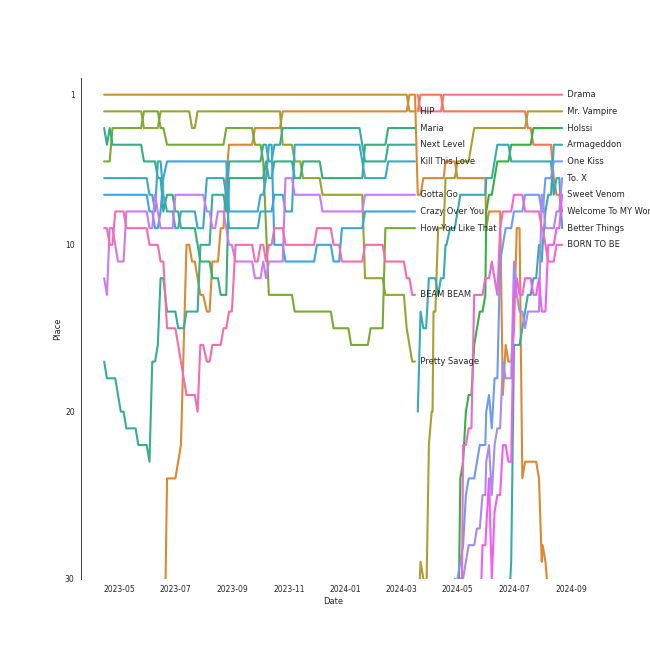 1
Drama
HIP
Mr. Vampire
Maria
Holssi
Next Level
Armageddon
Kill This Love
One Kiss
To. X
Gotta Go
Sweet Venom
Crazy Over You
Welcome To MY Wor
How You Like That
Better Things
10
BORN TO BE
BEAM BEAM
Place
Pretty Savage
20
30
2023-05
2023-07
2023-09
2023-11
2024-01
2024-03
2024-05
2024-07
2024-09
Date